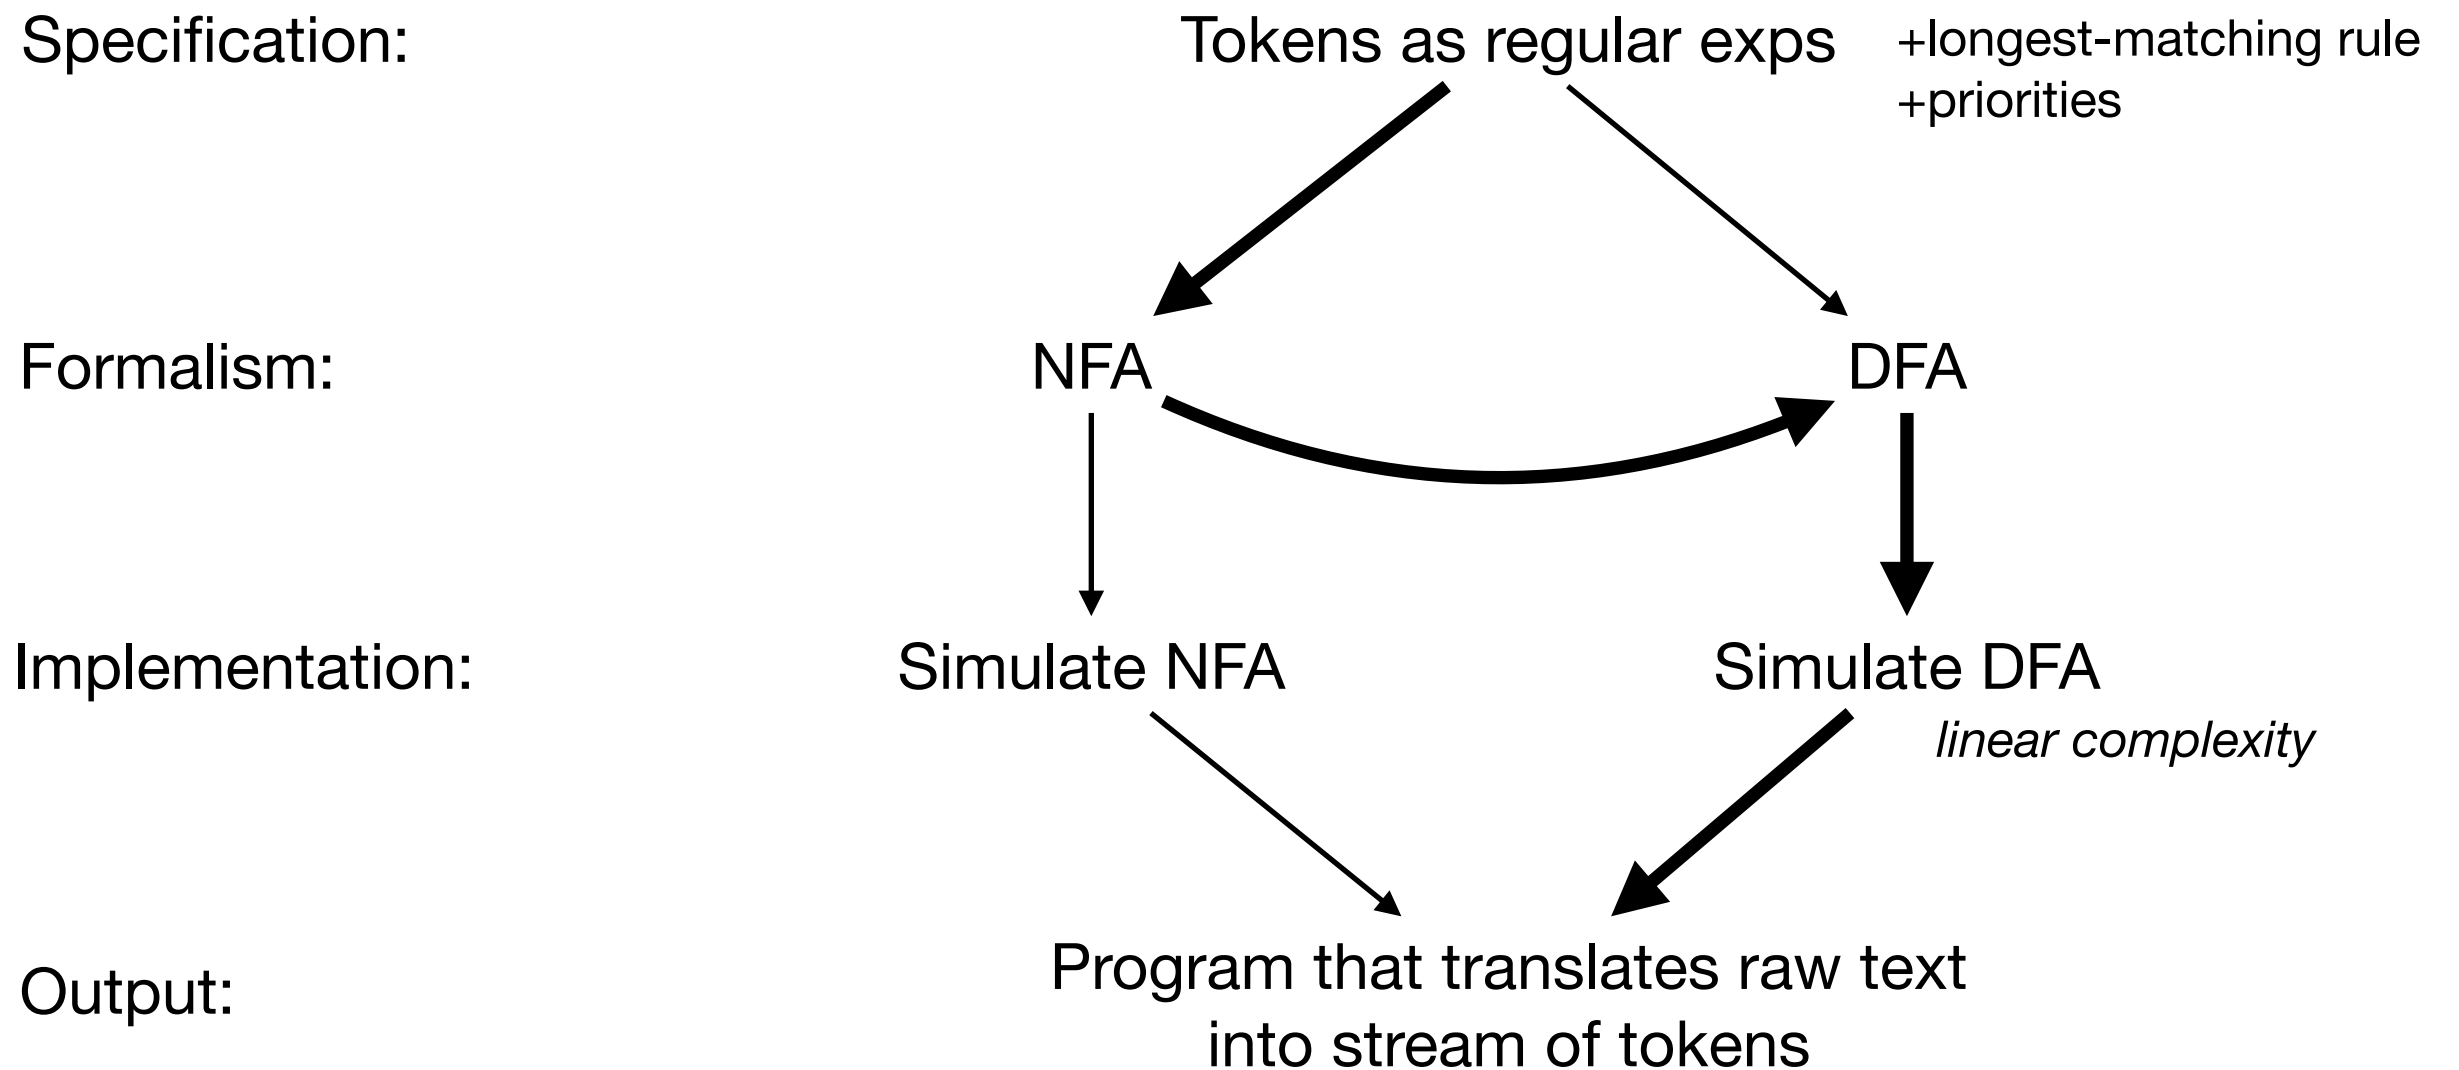 Specification:
Tokens as regular exps
+longest-matching rule
+priorities
Formalism:
NFA
DFA
Implementation:
Simulate NFA
Simulate DFA
linear complexity
Output:
Program that translates raw text
into stream of tokens